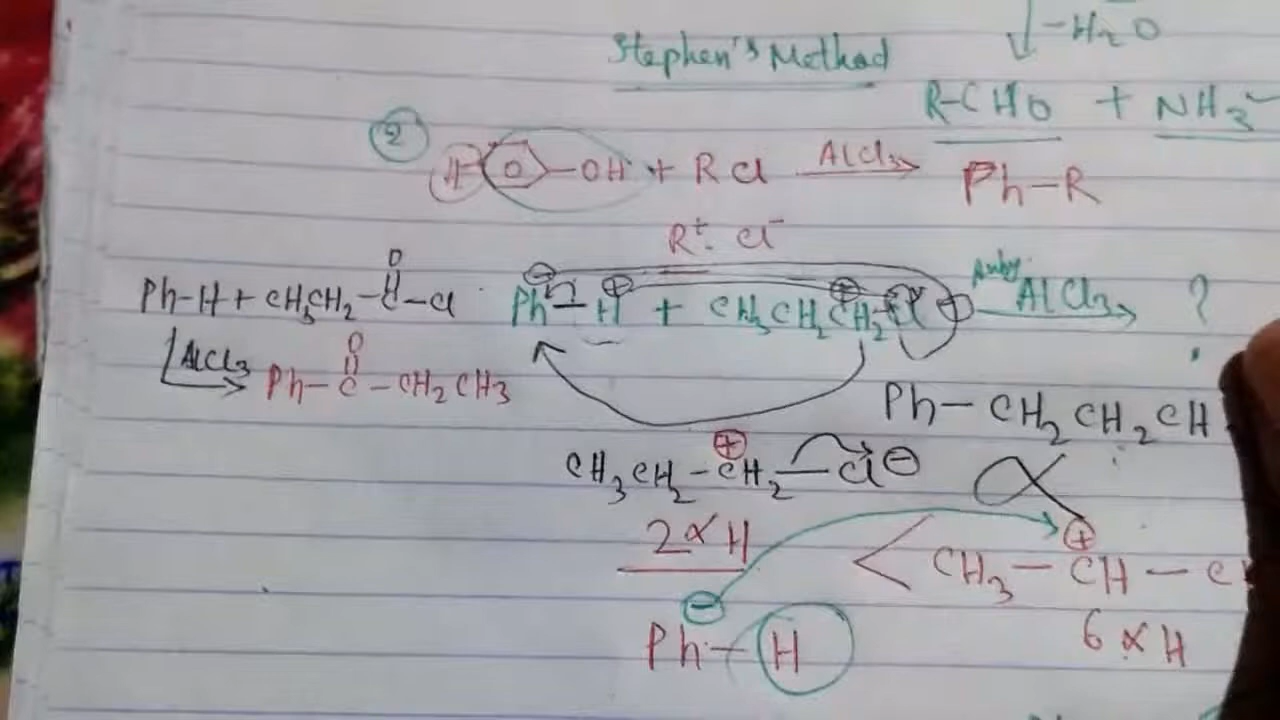 -H2O
Stephen's Method
R-CHO + NH3
2
H-⌬-OH + RCl AlCl3→ Ph-R
R+ Cl-
Ph-H + CH3CH2-C(=O)-Cl
Ph-H + CH3CH2CH2-Cl Anhy. AlCl3→ ?
AlCl3→ Ph-C(=O)-CH2CH3
Ph-CH2CH2CH
CH3CH2-CH2-Cl ⊕ ⊖
2αH
< CH3-CH-C ⊕
6αH
Ph-H ⊖